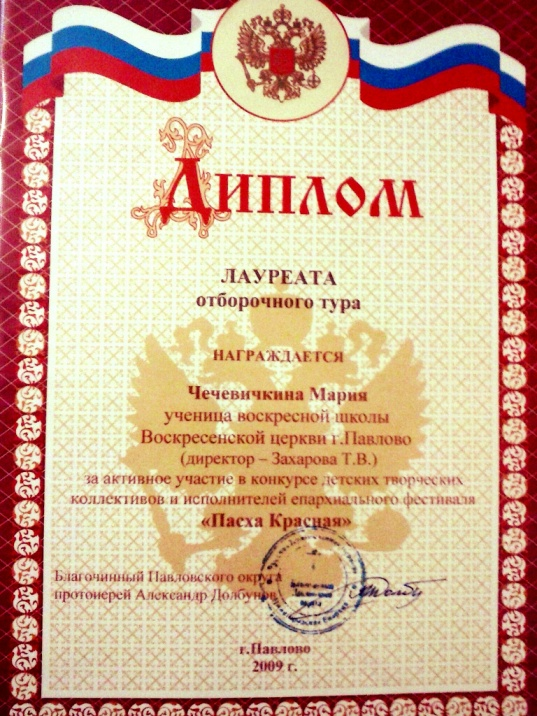 Диплом
ЛАУРЕАТА
отборочного тура
НАГРАЖДАЕТСЯ
Чечевичкина Мария
ученица воскресной школы
Воскресенской церкви г.Павлово
(директор – Захарова Т.В.)
за активное участие в конкурсе детских творческих
коллективов и исполнителей епархиального фестиваля
«Пасха Красная»
Благочинный Павловского округа
протоиерей Александр Долбунов
г.Павлово
2009 г.